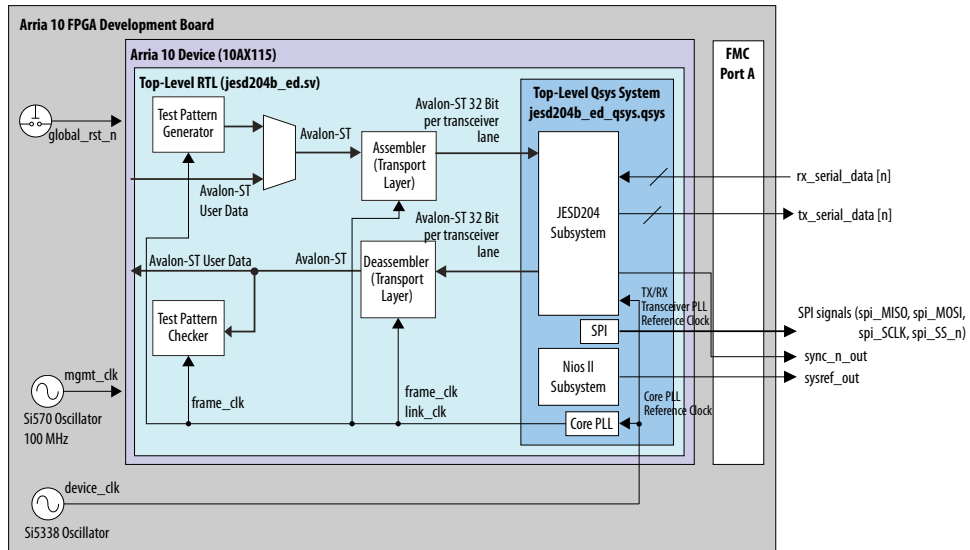 Arria 10 FPGA Development Board
Arria 10 Device (10AX115)
FMC
Port A
Top-Level RTL (jesd204b_ed.sv)
Top-Level Qsys System
jesd204b_ed_qsys.qsys
global_rst_n
Test Pattern
Generator
Avalon-ST
User Data
Avalon-ST
Assembler
(Transport
Layer)
Avalon-ST 32 Bit
per transceiver
lane
JESD204
Subsystem
rx_serial_data [n]
tx_serial_data [n]
Avalon-ST 32 Bit
per transceiver
lane
Avalon-ST User Data
Avalon-ST
Deassembler
(Transport
Layer)
Test Pattern
Checker
TX/RX
Transceiver PLL
Reference Clock
SPI
SPI signals (spi_MISO, spi_MOSI,
spi_SCLK, spi_SS_n)
sync_n_out
sysref_out
Nios II
Subsystem
mgmt_clk
Si570 Oscillator
100 MHz
frame_clk
frame_clk
link_clk
Core PLL
Reference Clock
Core PLL
device_clk
Si5338 Oscillator